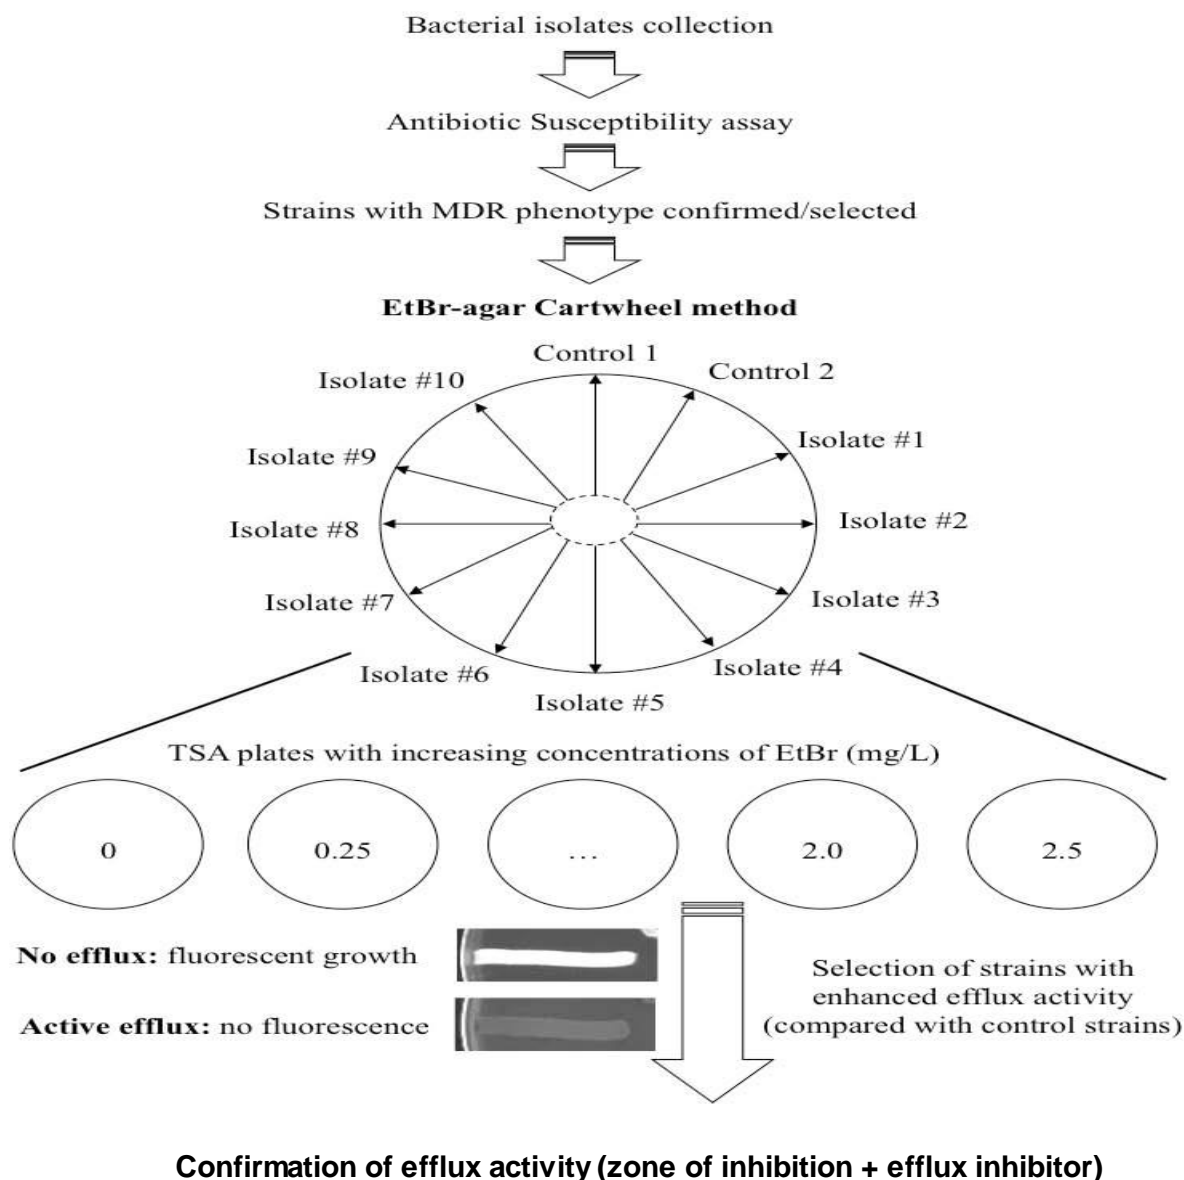 Bacterial isolates collection
Antibiotic Susceptibility assay
Strains with MDR phenotype confirmed/selected
EtBr-agar Cartwheel method
Control 1
Control 2
Isolate #1
Isolate #2
Isolate #3
Isolate #4
Isolate #5
Isolate #6
Isolate #7
Isolate #8
Isolate #9
Isolate #10
TSA plates with increasing concentrations of EtBr (mg/L)
0
0.25
...
2.0
2.5
No efflux: fluorescent growth
Active efflux: no fluorescence
Selection of strains with
enhanced efflux activity
(compared with control strains)
Confirmation of efflux activity (zone of inhibition + efflux inhibitor)